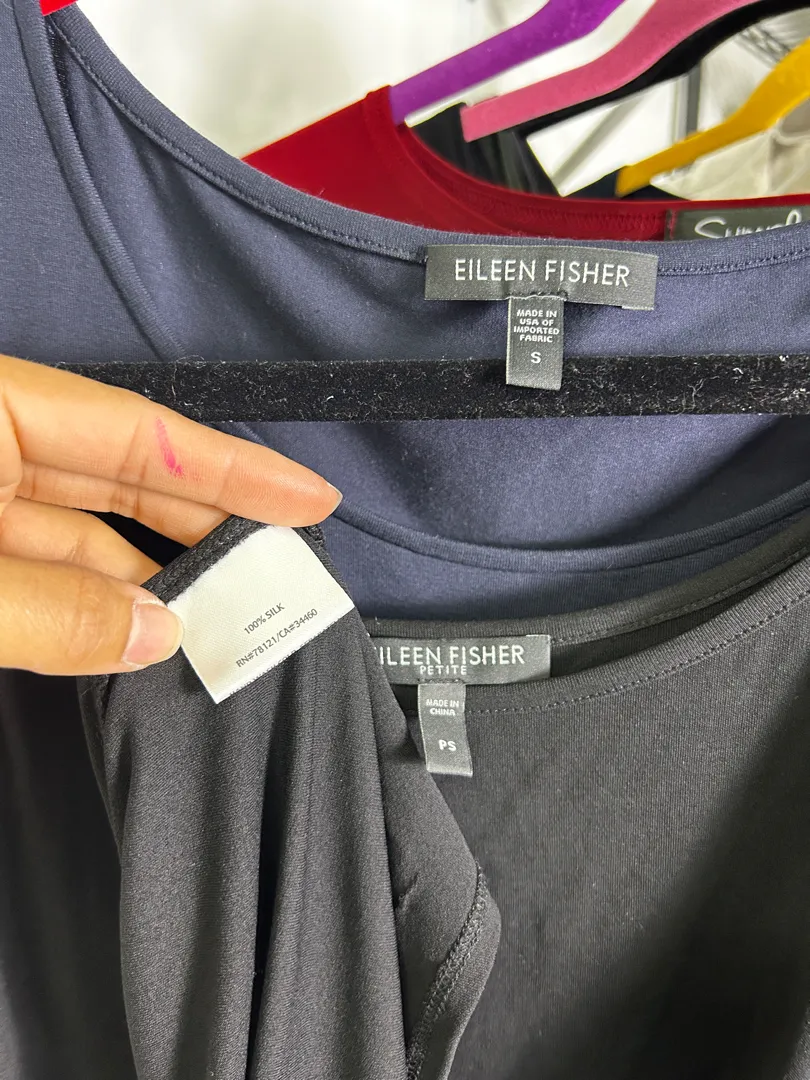 EILEEN FISHER
MADE IN
USA OF
IMPORTED
FABRIC
S
100% SILK
RN#78121/CA#34460
EILEEN FISHER
PETITE
MADE IN
CHINA
PS